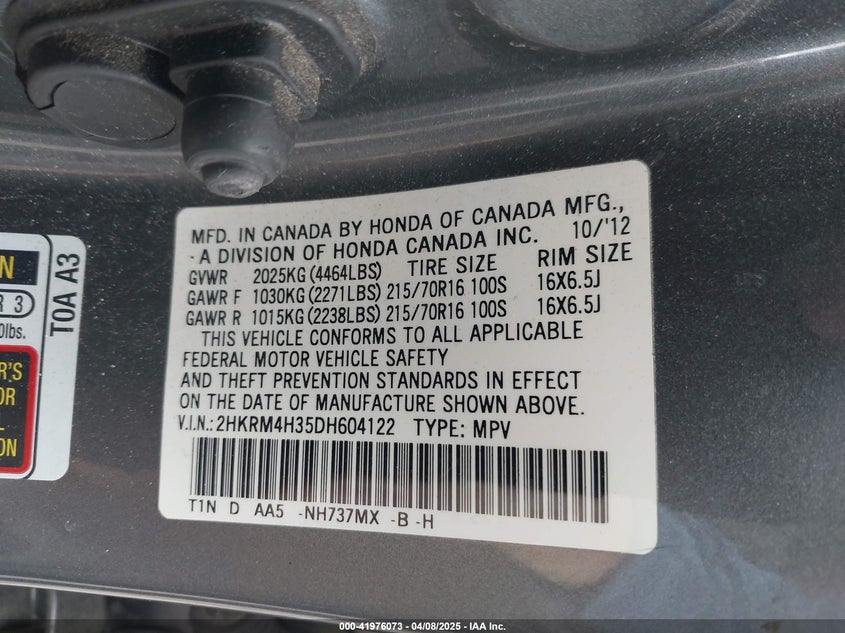 MFD. IN CANADA BY HONDA OF CANADA MFG.,
-A DIVISION OF HONDA CANADA INC. 10/'12
GVWR 2025KG(4464LBS) TIRE SIZE RIM SIZE
GAWR F 1030KG(2271LBS) 215/70R16 100S 16X6.5J
GAWR R 1015KG(2238LBS) 215/70R16 100S 16X6.5J
THIS VEHICLE CONFORMS TO ALL APPLICABLE
FEDERAL MOTOR VEHICLE SAFETY
AND THEFT PREVENTION STANDARDS IN EFFECT
ON THE DATE OF MANUFACTURE SHOWN ABOVE.
V.I.N.: 2HKRM4H35DH604122 TYPE: MPV
T1N D AA5 -NH737MX -B -H
T0A A3
N
R 3
0lbs.
R'S
OR
L
ION
000-41976073 - 04/08/2025 - IAA Inc.